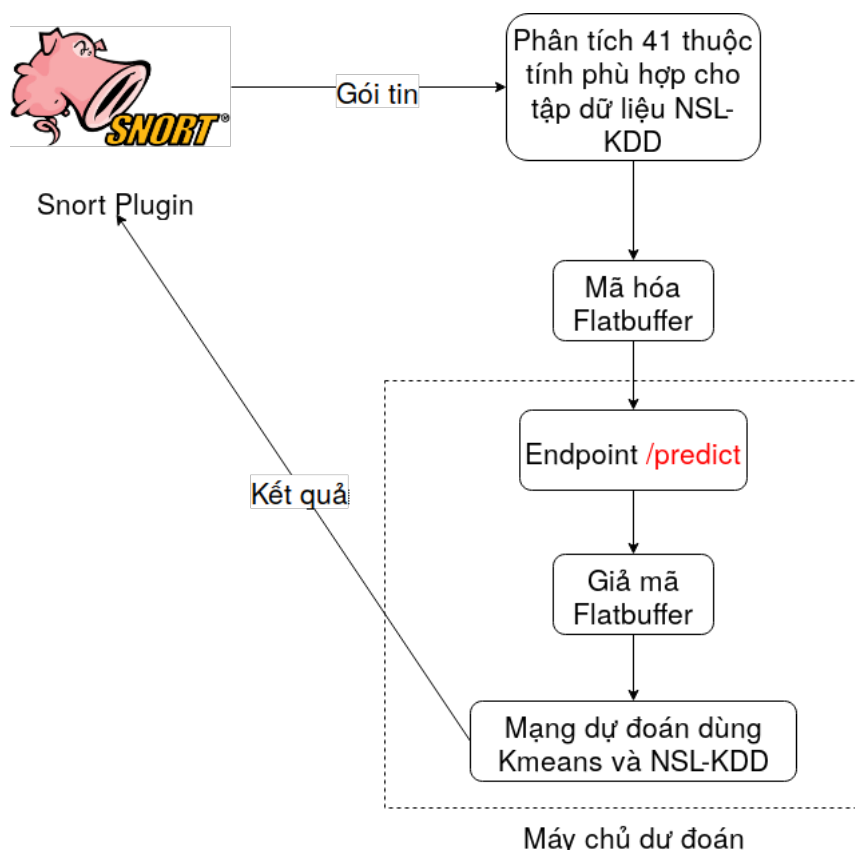 SNORT®
Snort Plugin
Gói tin
Phân tích 41 thuộc
tính phù hợp cho
tập dữ liệu NSL-
KDD
Mã hóa
Flatbuffer
Endpoint /predict
Giả mã
Flatbuffer
Mạng dự đoán dùng
Kmeans và NSL-KDD
Kết quả
Máy chủ dự đoán